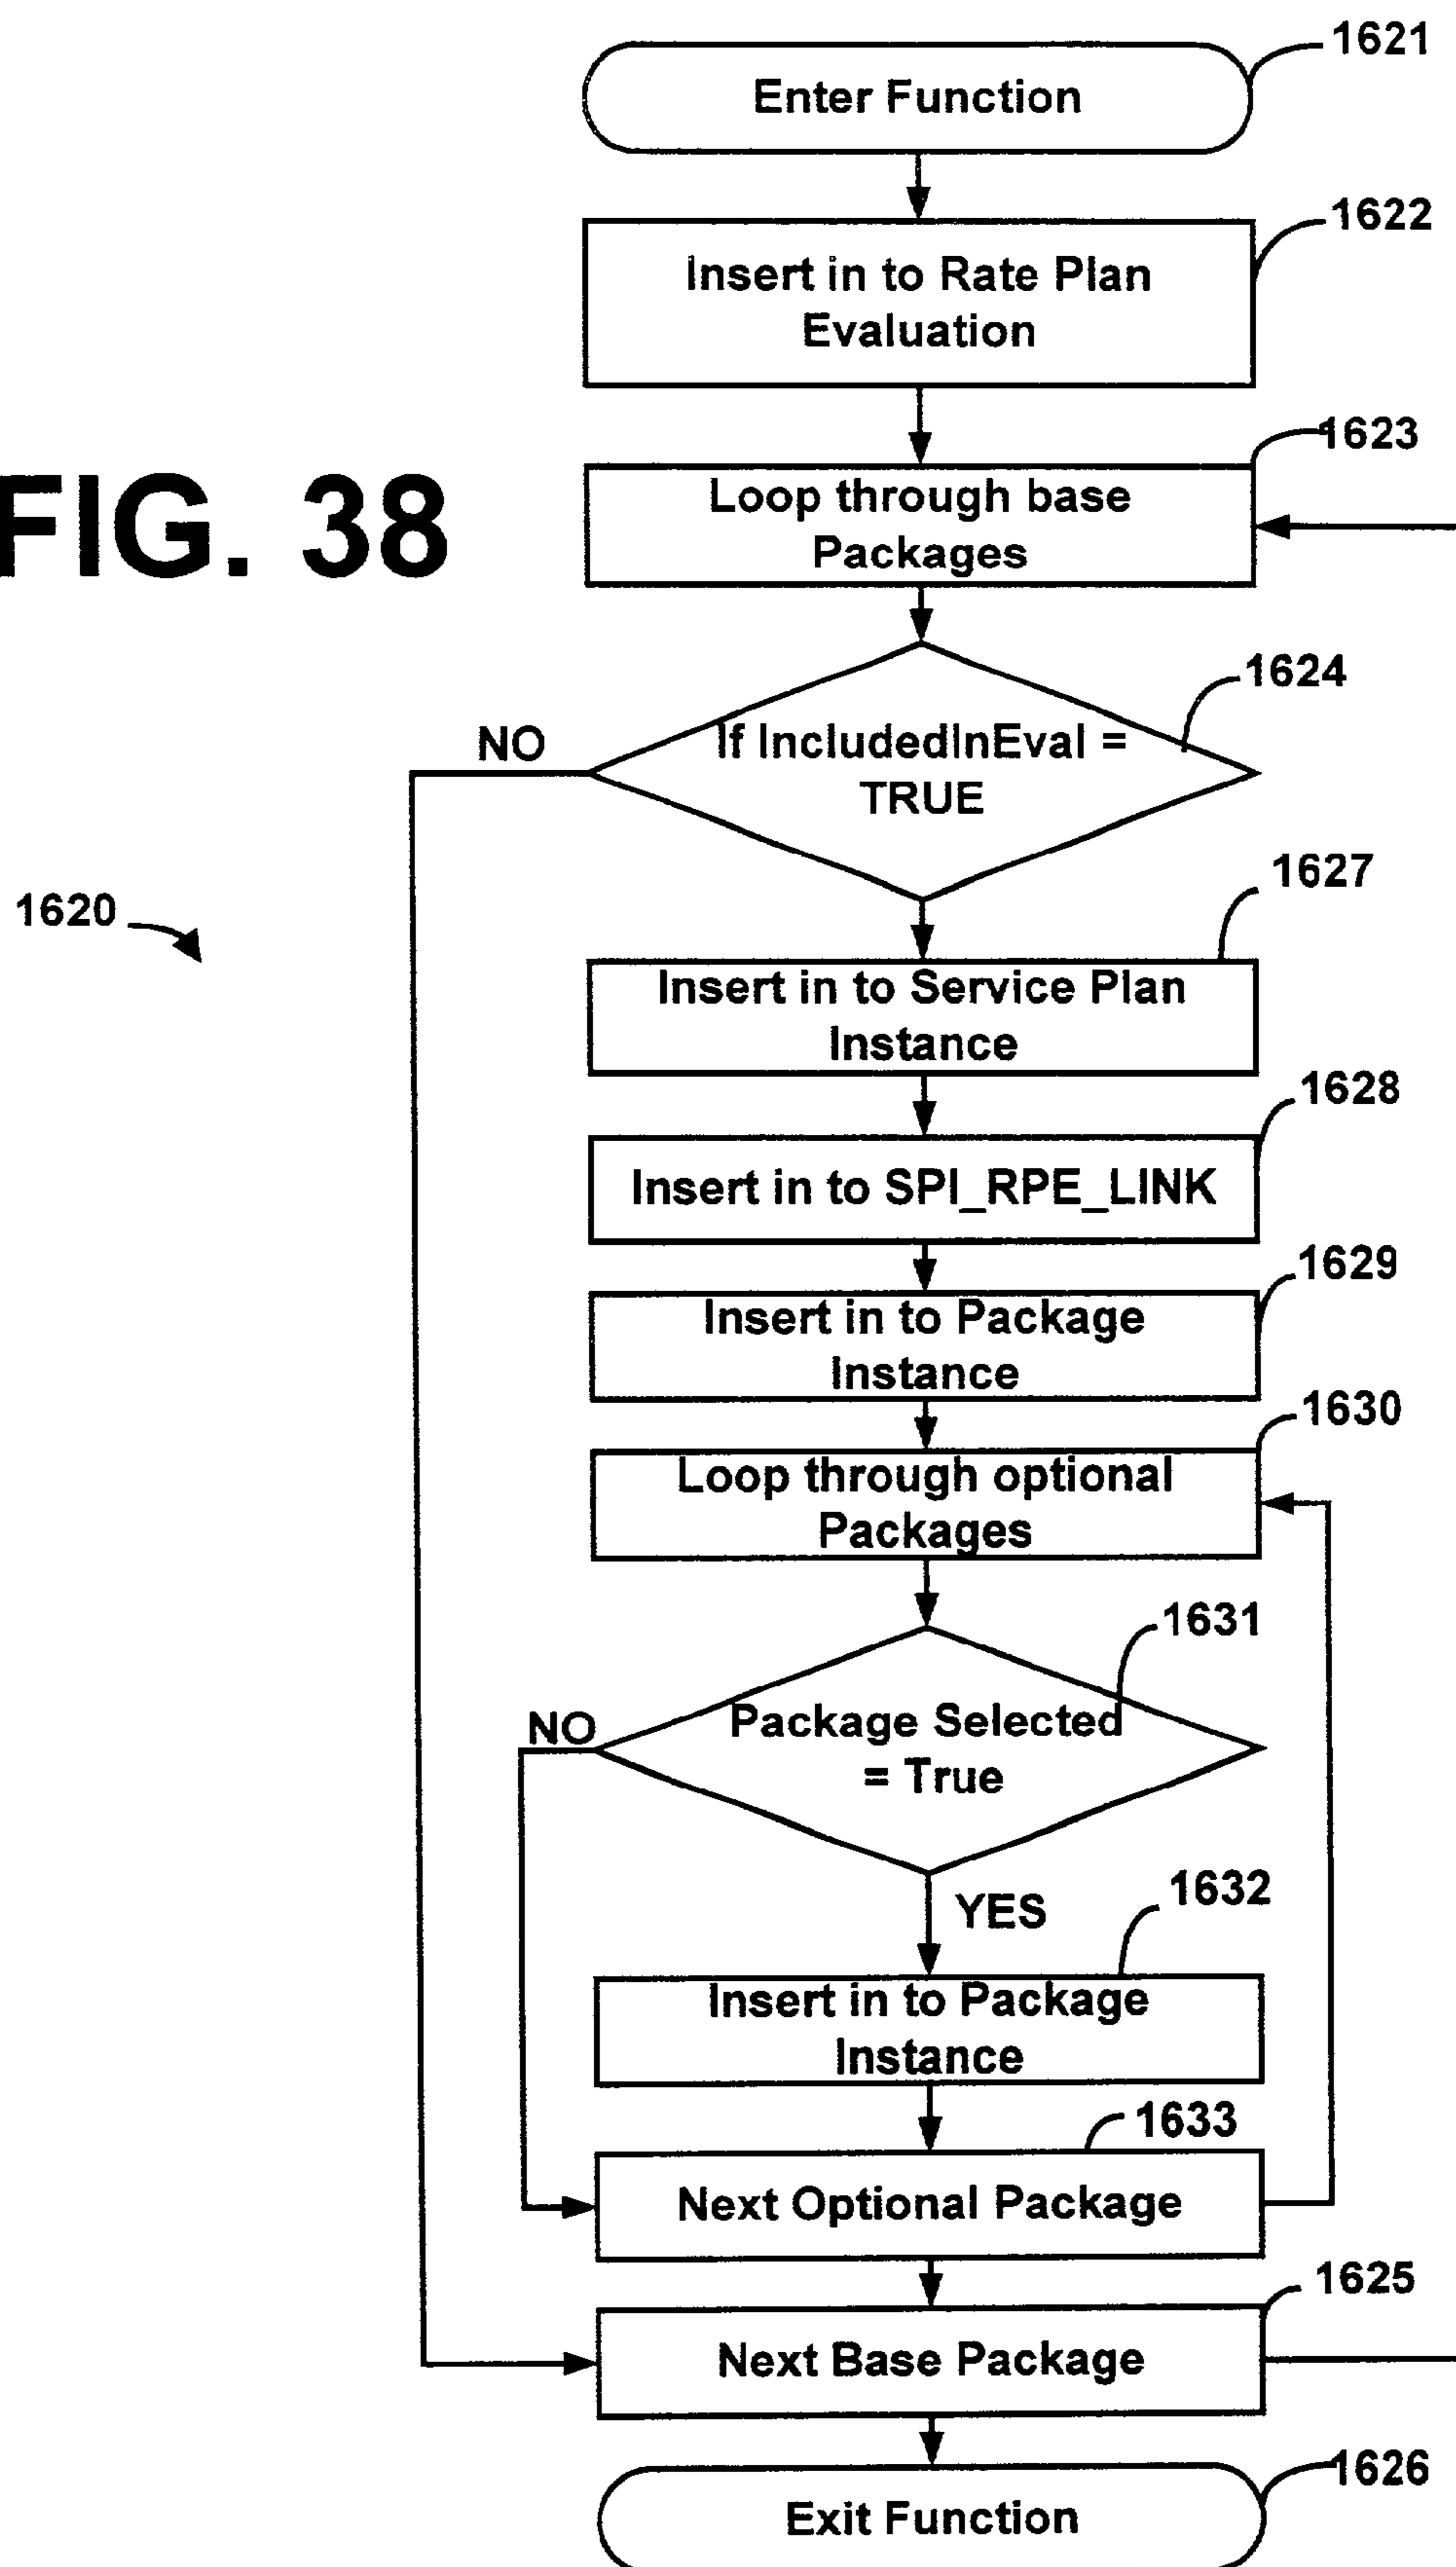 1621
Enter Function
1622
Insert in to Rate Plan
Evaluation
1623
FIG. 38
Loop through base
Packages
1624
NO
If IncludedInEval =
TRUE
1627
1620
Insert in to Service Plan
Instance
1628
Insert in to SPI_RPE_LINK
1629
Insert in to Package
Instance
1630
Loop through optional
Packages
1631
NO
Package Selected
= True
1632
YES
Insert in to Package
Instance
1633
Next Optional Package
1625
Next Base Package
1626
Exit Function